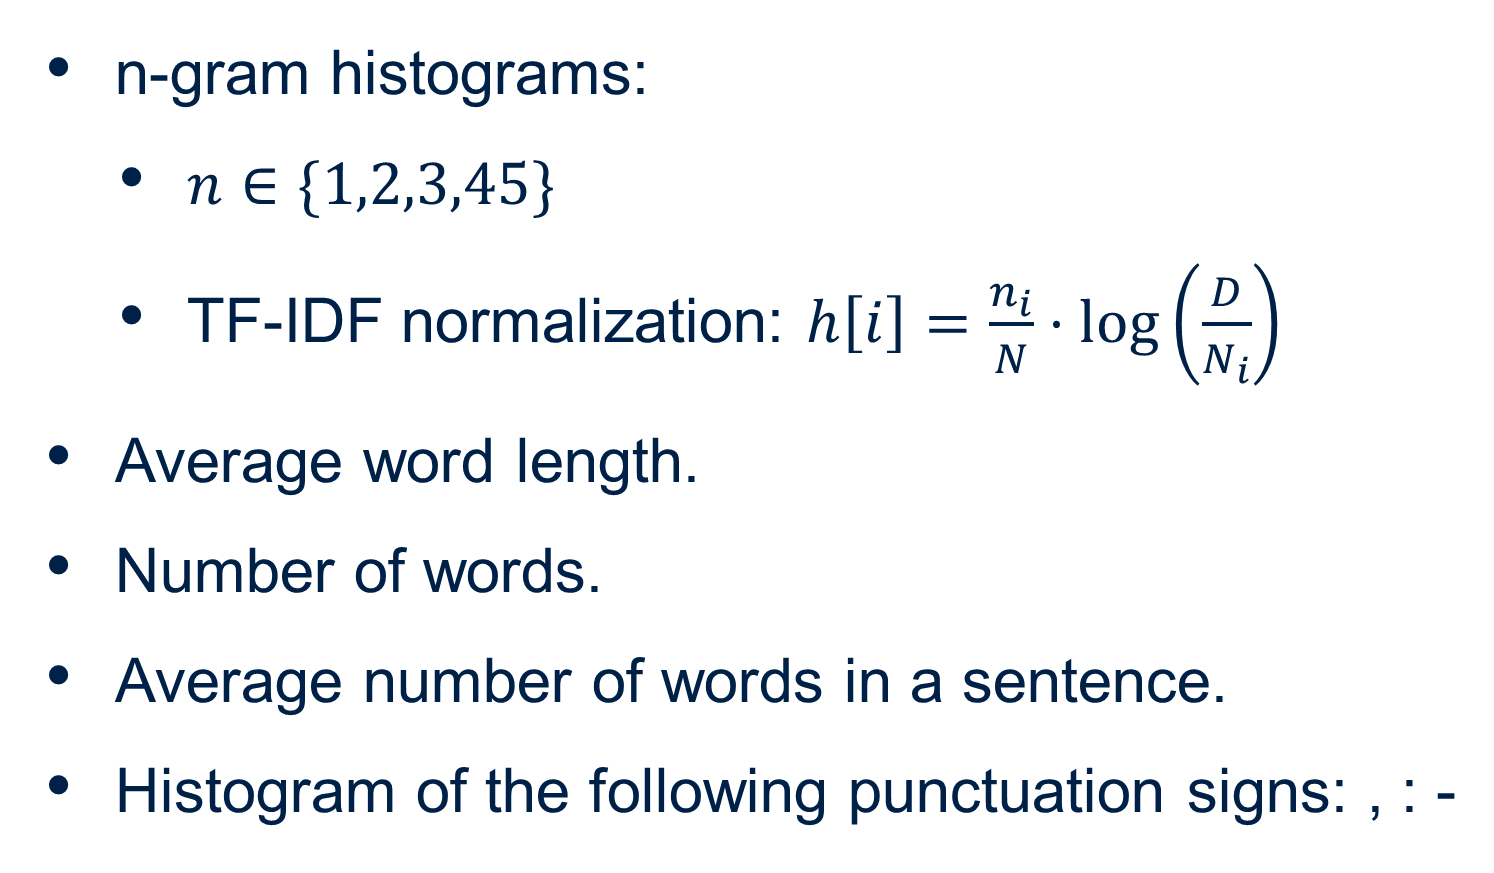 • n-gram histograms:
• n ∈ {1,2,3,45}
• TF-IDF normalization: h[i] = n_i/N · log(D/N_i)
• Average word length.
• Number of words.
• Average number of words in a sentence.
• Histogram of the following punctuation signs: , : -